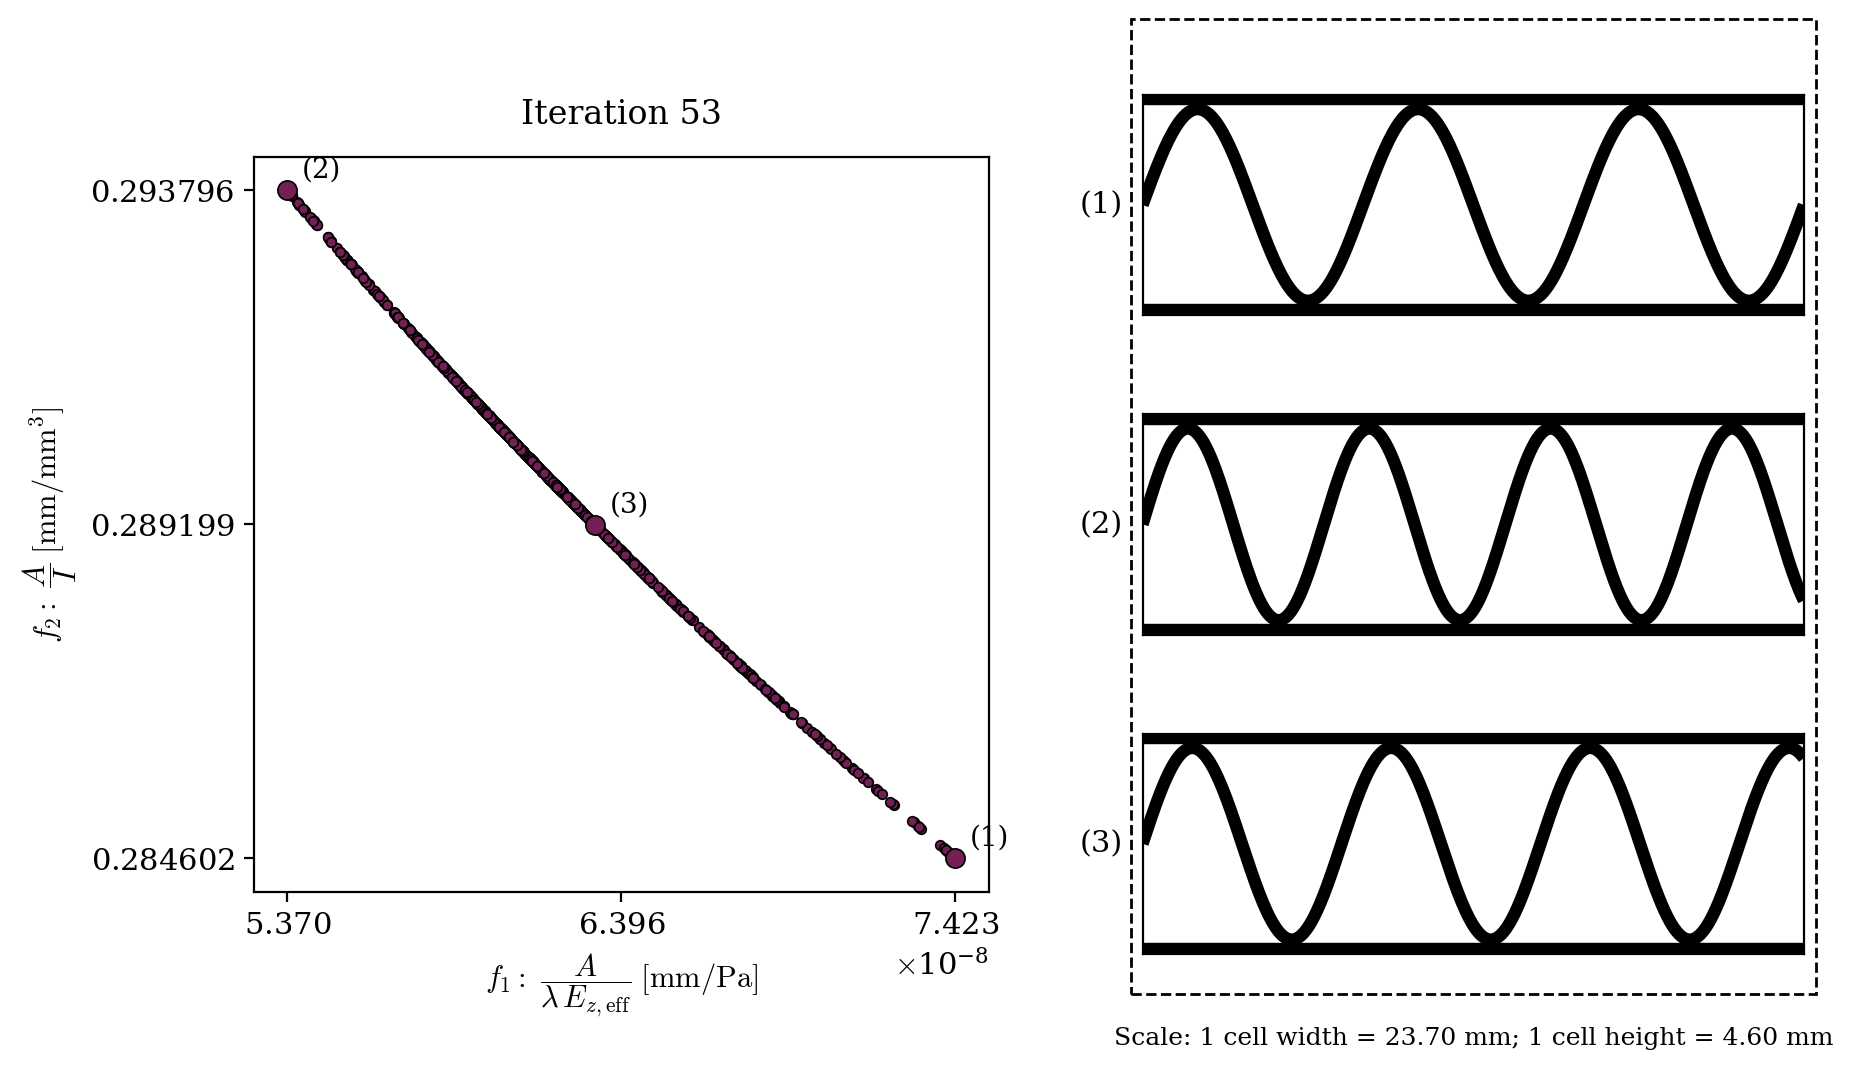 Iteration 53
(2)
0.293796
(3)
0.289199
(1)
0.284602
5.370 6.396 7.423
×10⁻⁸
f₁ : A / (λ E_z, eff) [mm/Pa]
f₂ : A / I [mm/mm³]
(1)
(2)
(3)
Scale: 1 cell width = 23.70 mm; 1 cell height = 4.60 mm